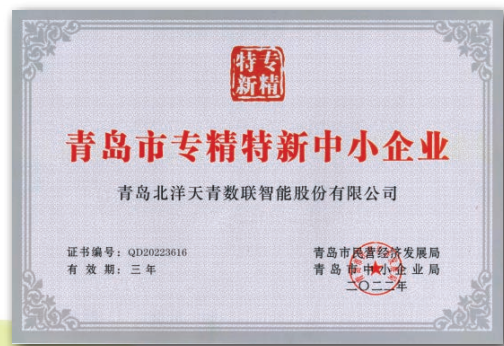 专精
特新
青岛市专精特新中小企业
青岛北洋天青数联智能股份有限公司
证书编号：QD20223616
有 效 期：三 年
青岛市民营经济发展局
青岛市中小企业局
二〇二二年